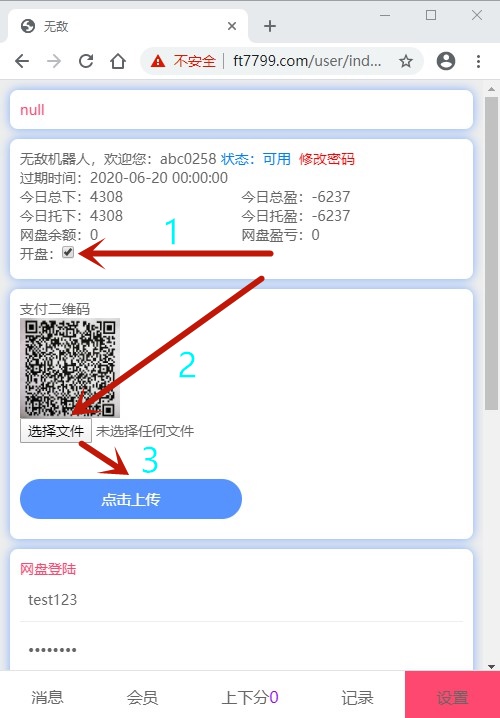 无敌
不安全 | ft7799.com/user/ind...
null
无敌机器人，欢迎您：abc0258 状态：可用 修改密码
过期时间：2020-06-20 00:00:00
今日总下：4308 今日总盈：-6237
今日托下：4308 今日托盈：-6237
网盘余额：0 网盘盈亏：0
开盘：
1
支付二维码
2
选择文件 未选择任何文件
3
点击上传
网盘登陆
test123
••••••••
消息 会员 上下分0 记录 设置